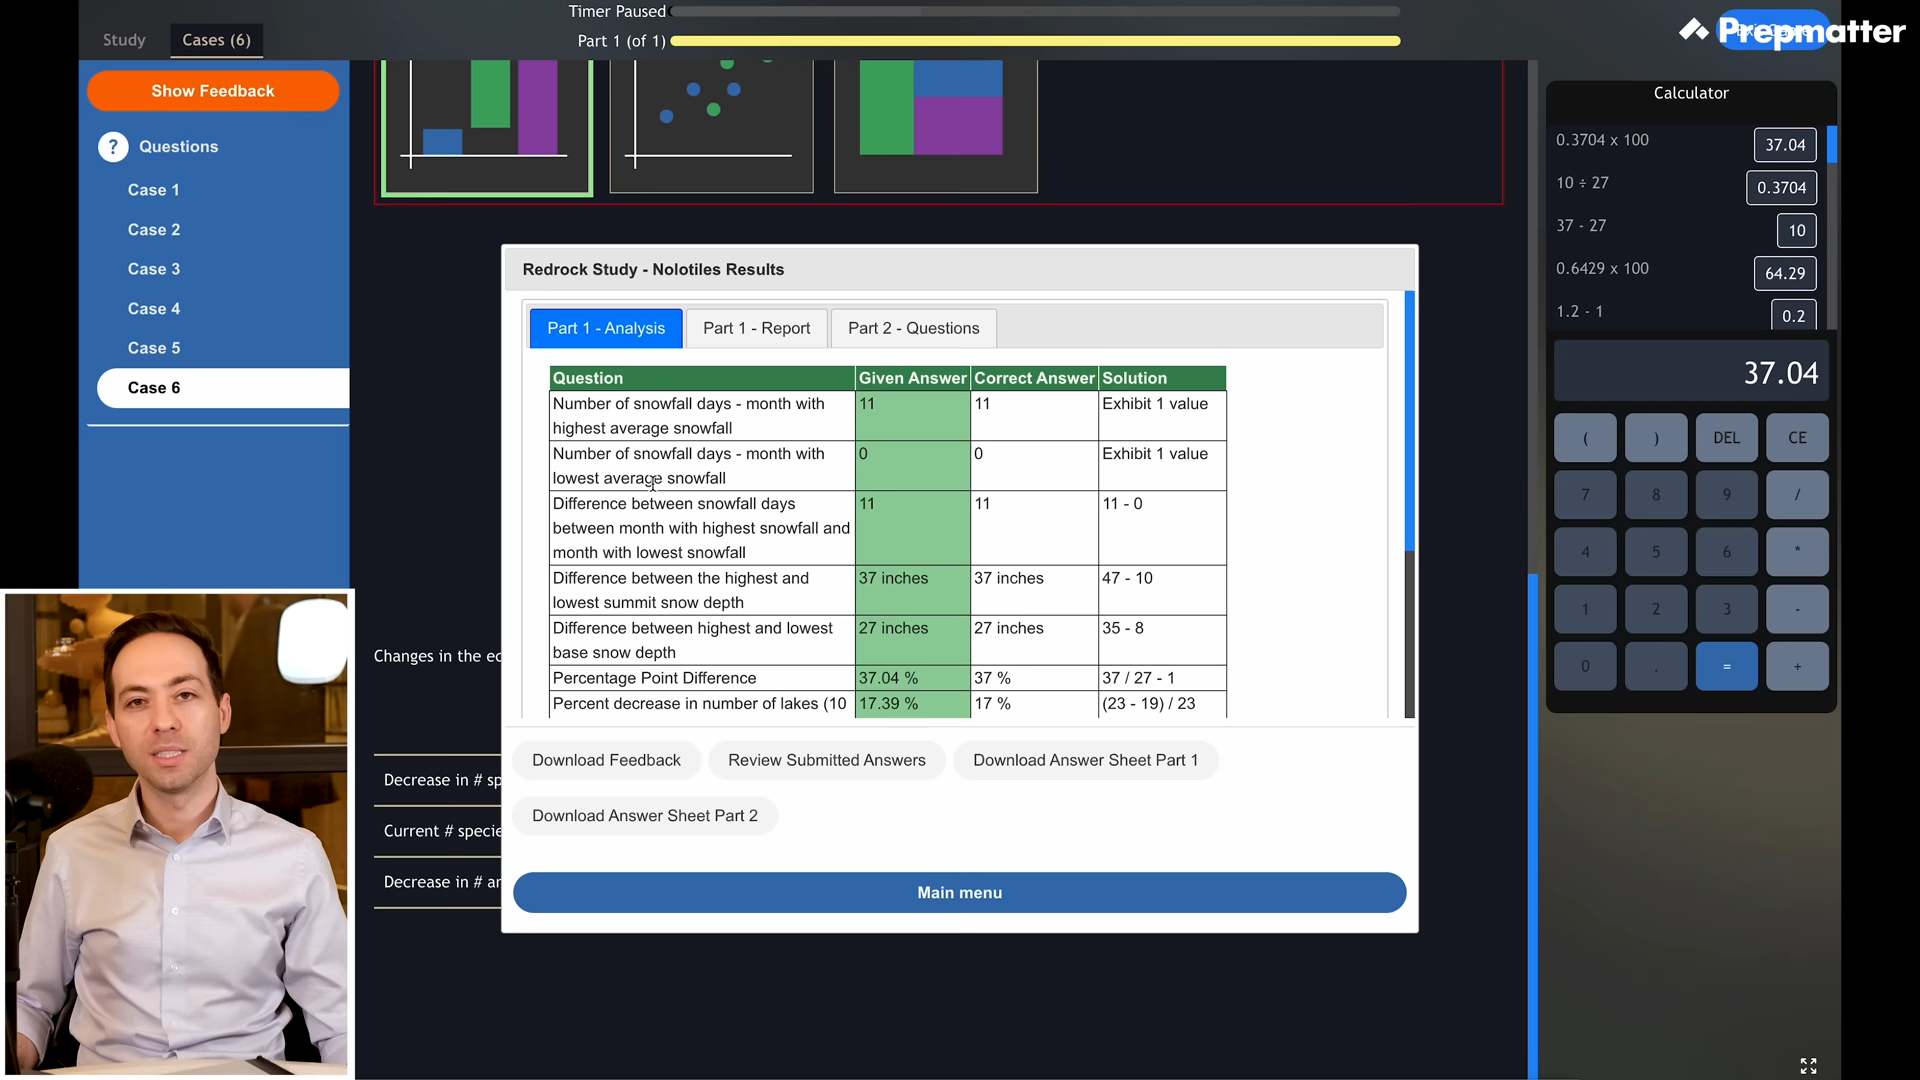 Timer Paused
Study
Cases (6)
Part 1 (of 1)
Prepmatter
Show Feedback
? Questions
Case 1
Case 2
Case 3
Case 4
Case 5
Case 6
Redrock Study - Nolotiles Results
Part 1 - Analysis
Part 1 - Report
Part 2 - Questions
Question Given Answer Correct Answer Solution
Number of snowfall days - month with 11 11 Exhibit 1 value
highest average snowfall
Number of snowfall days - month with 0 0 Exhibit 1 value
lowest average snowfall
Difference between snowfall days 11 11 11 - 0
between month with highest snowfall and
month with lowest snowfall
Difference between the highest and 37 inches 37 inches 47 - 10
lowest summit snow depth
Difference between highest and lowest 27 inches 27 inches 35 - 8
base snow depth
Percentage Point Difference 37.04 % 37 % 37 / 27 - 1
Percent decrease in number of lakes (10 17.39 % 17 % (23 - 19) / 23
Download Feedback
Review Submitted Answers
Download Answer Sheet Part 1
Download Answer Sheet Part 2
Main menu
Changes in the ec
Decrease in # sp
Current # specie
Decrease in # ar
Calculator
0.3704 x 100 37.04
10 ÷ 27 0.3704
37 - 27 10
0.6429 x 100 64.29
1.2 - 1 0.2
37.04
( ) DEL CE
7 8 9 /
4 5 6 *
1 2 3 -
0 . = +